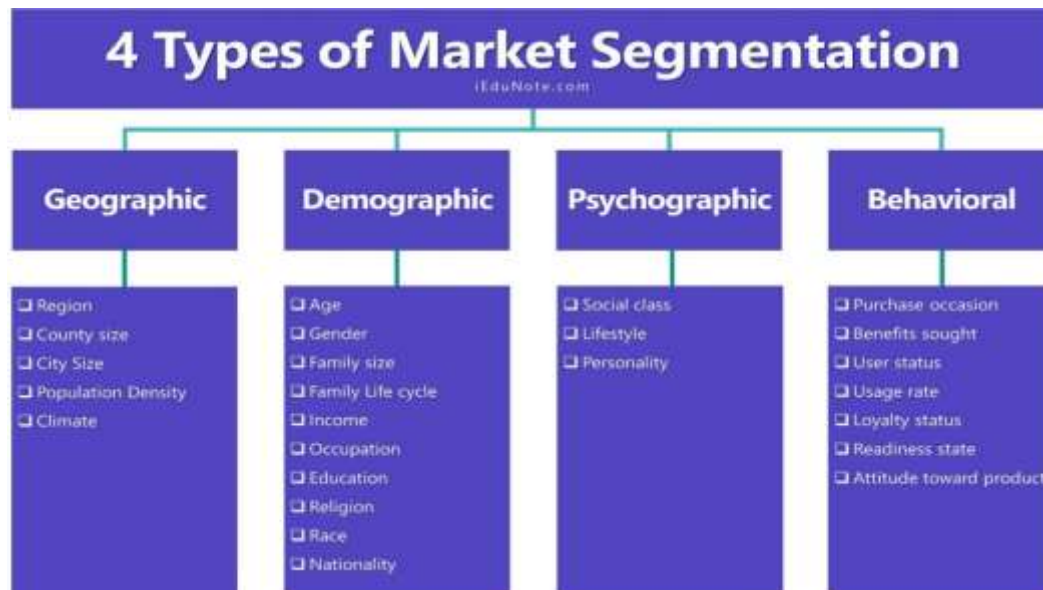 4 Types of Market Segmentation
iEduNote.com
Geographic
Region
County size
City Size
Population Density
Climate
Demographic
Age
Gender
Family size
Family Life cycle
Income
Occupation
Education
Religion
Race
Nationality
Psychographic
Social class
Lifestyle
Personality
Behavioral
Purchase occasion
Benefits sought
User status
Usage rate
Loyalty status
Readiness state
Attitude toward product